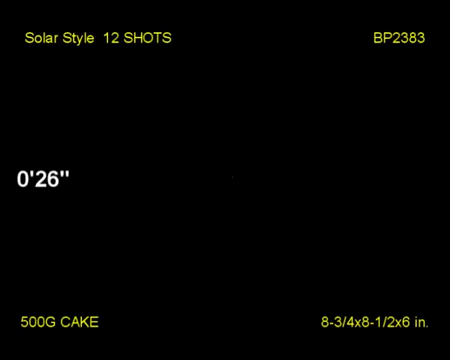 Solar Style  12 SHOTS
BP2383
0'26"
500G CAKE
8-3/4x8-1/2x6 in.